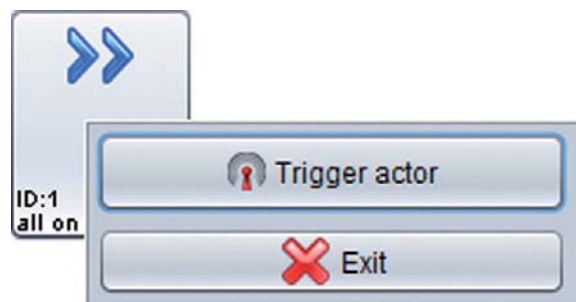 ID:1
all on
Trigger actor
Exit